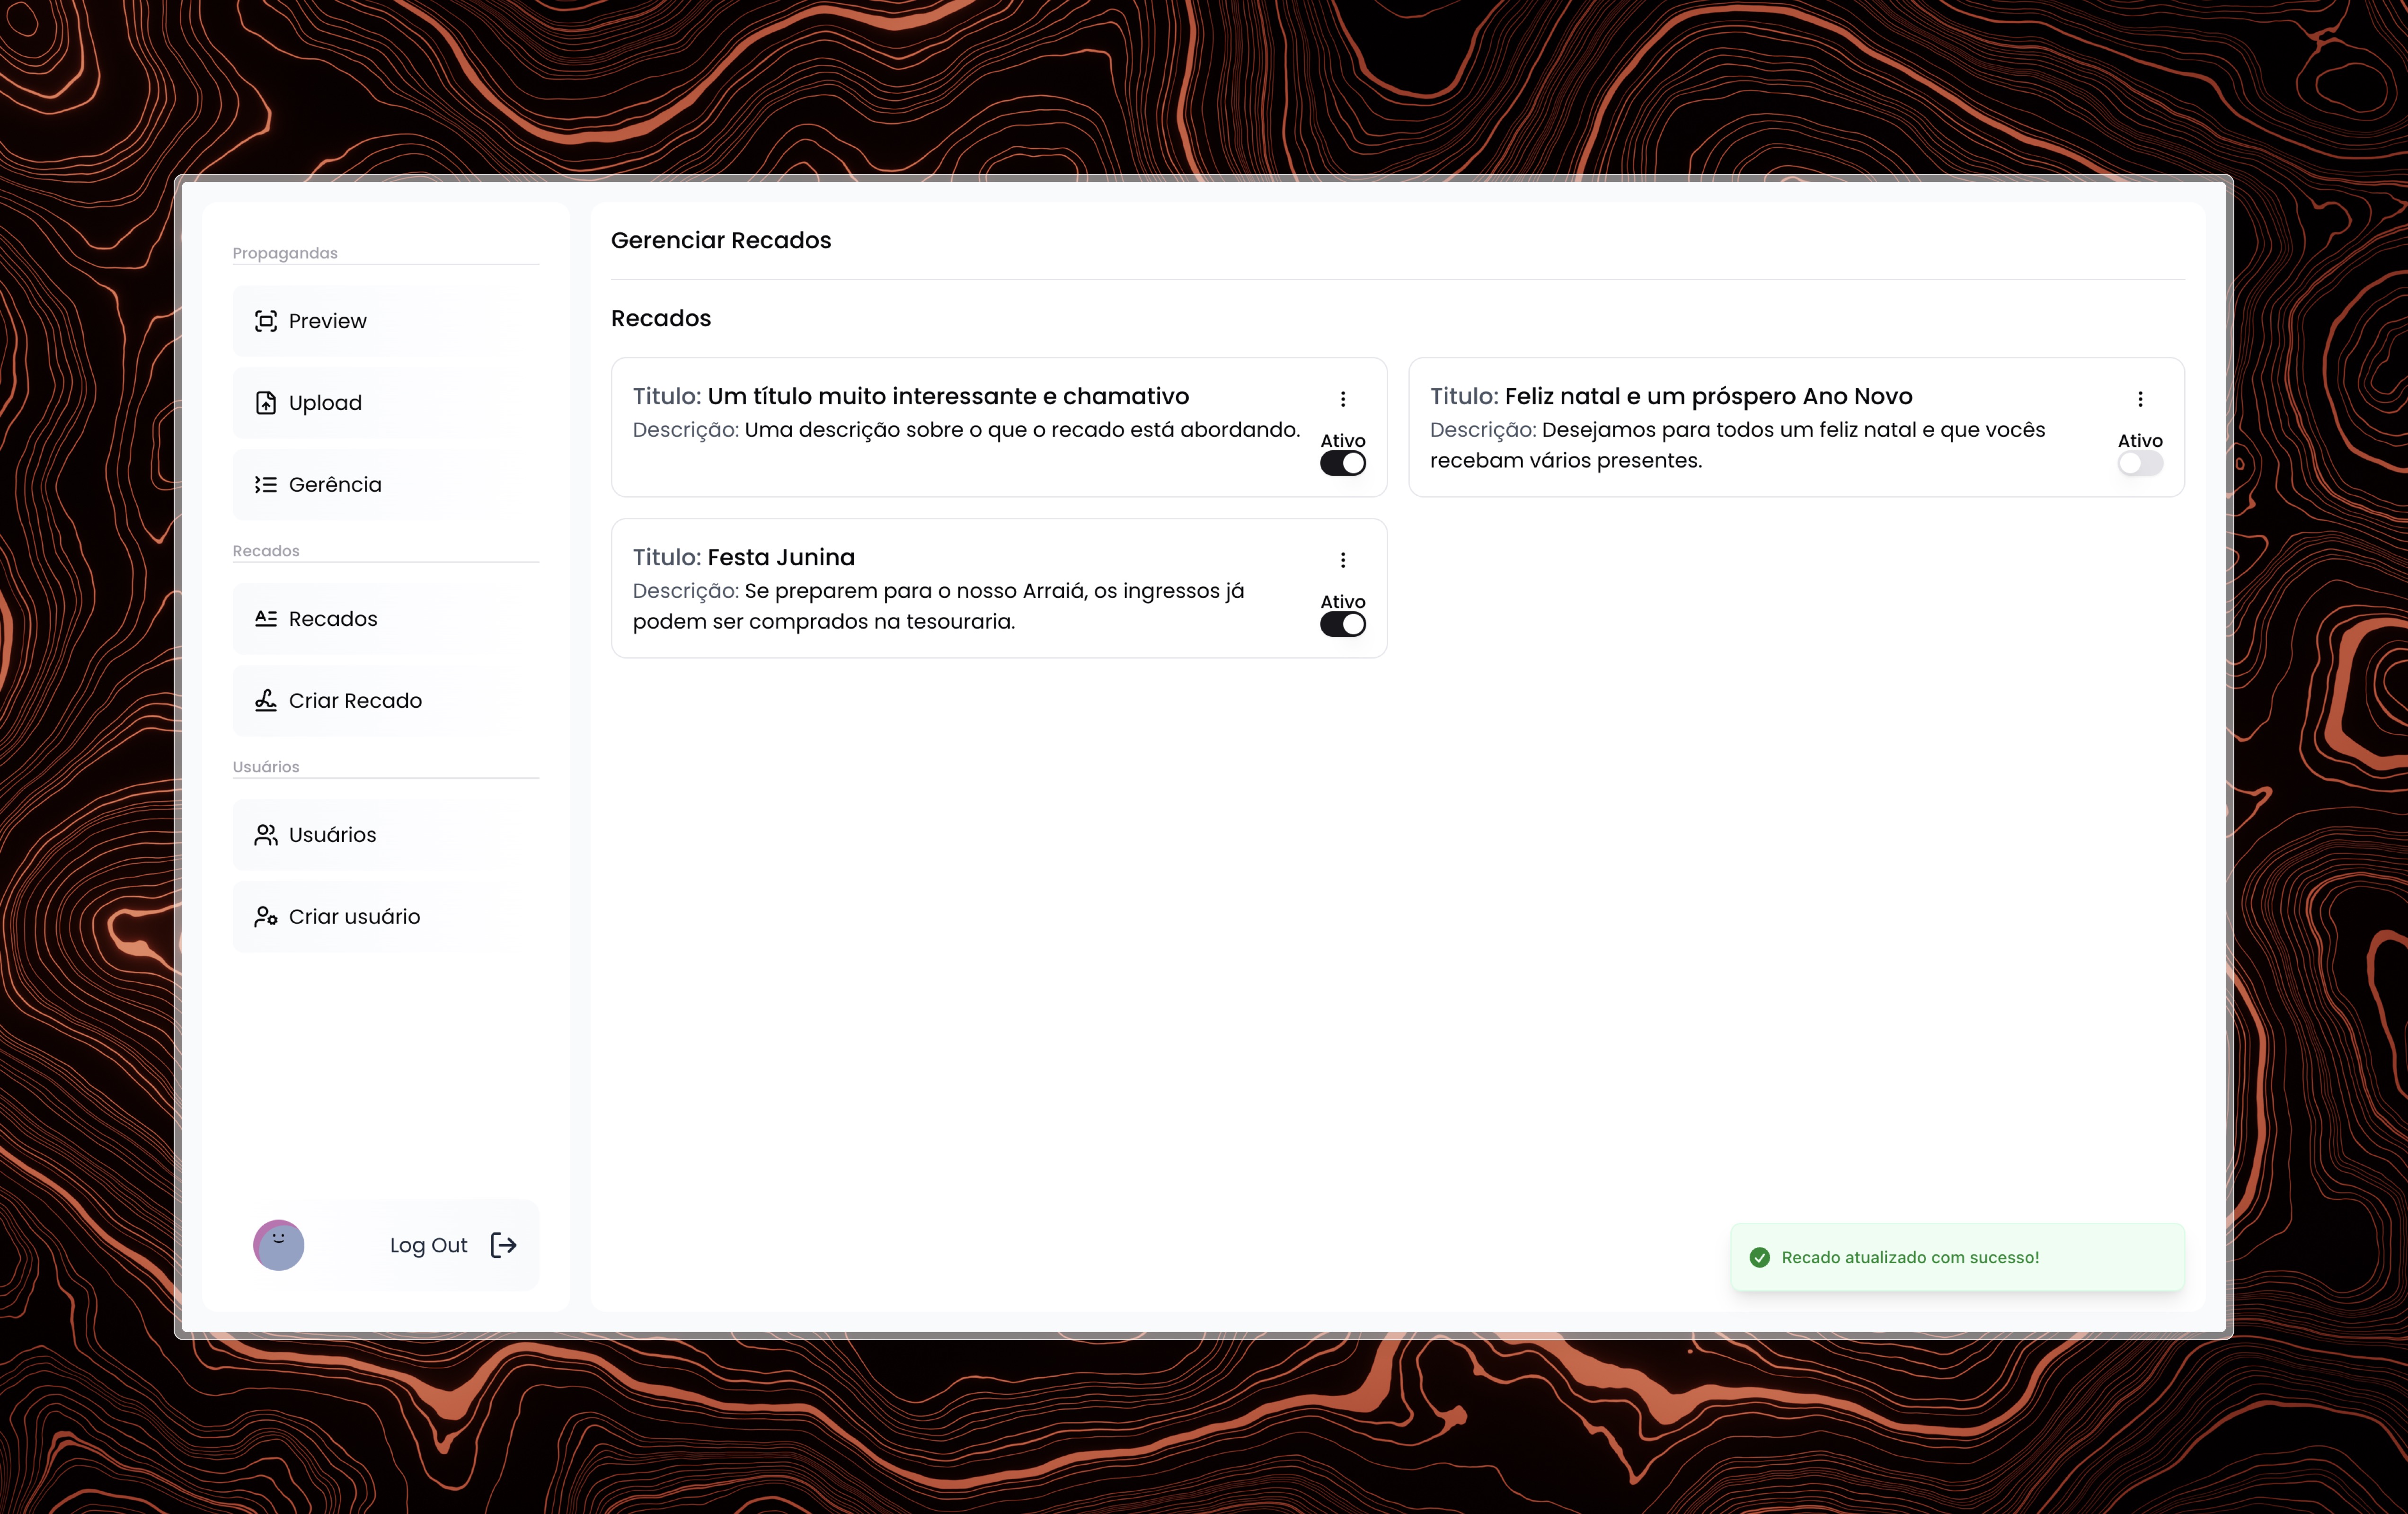 Propagandas
Preview
Upload
Gerência
Recados
Recados
Criar Recado
Usuários
Usuários
Criar usuário
Log Out
Gerenciar Recados
Recados
Titulo: Um título muito interessante e chamativo
Descrição: Uma descrição sobre o que o recado está abordando.
Ativo
Titulo: Feliz natal e um próspero Ano Novo
Descrição: Desejamos para todos um feliz natal e que vocês
recebam vários presentes.
Ativo
Titulo: Festa Junina
Descrição: Se preparem para o nosso Arraiá, os ingressos já
podem ser comprados na tesouraria.
Ativo
Recado atualizado com sucesso!